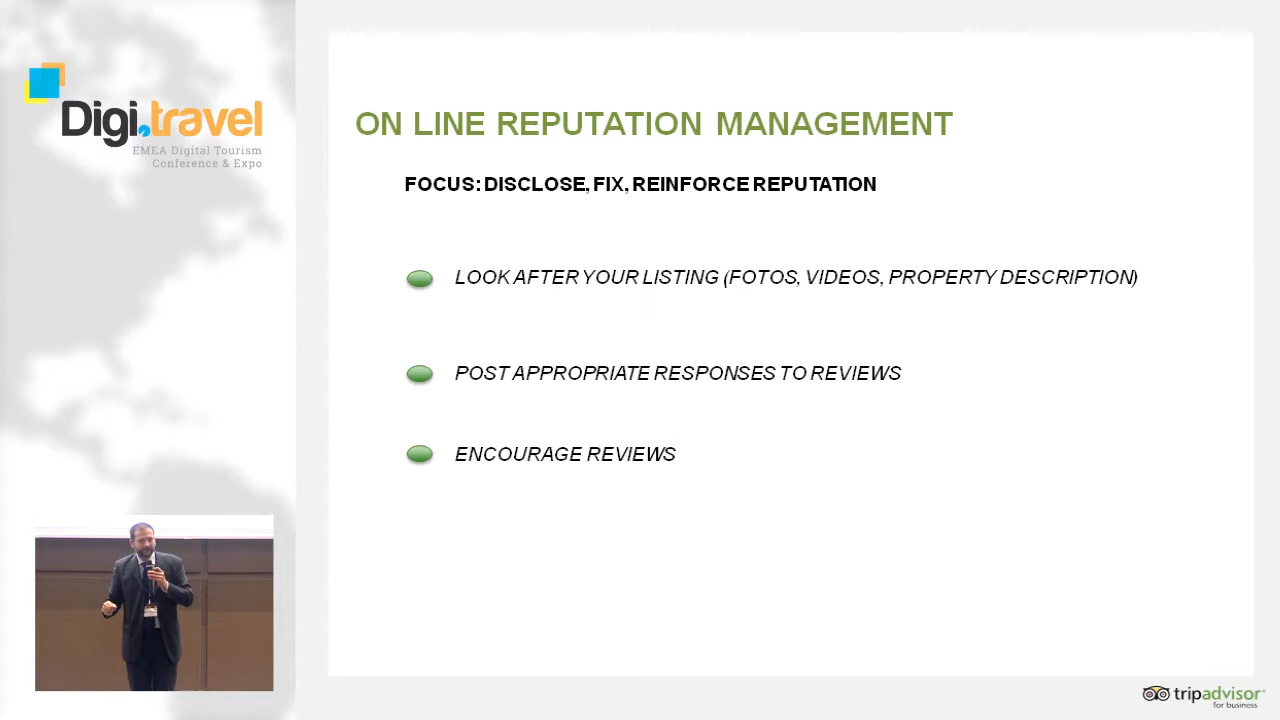 Digi.travel
EMEA Digital Tourism
Conference & Expo
ON LINE REPUTATION MANAGEMENT
FOCUS: DISCLOSE, FIX, REINFORCE REPUTATION
LOOK AFTER YOUR LISTING (FOTOS, VIDEOS, PROPERTY DESCRIPTION)
POST APPROPRIATE RESPONSES TO REVIEWS
ENCOURAGE REVIEWS
tripadvisor®
for business